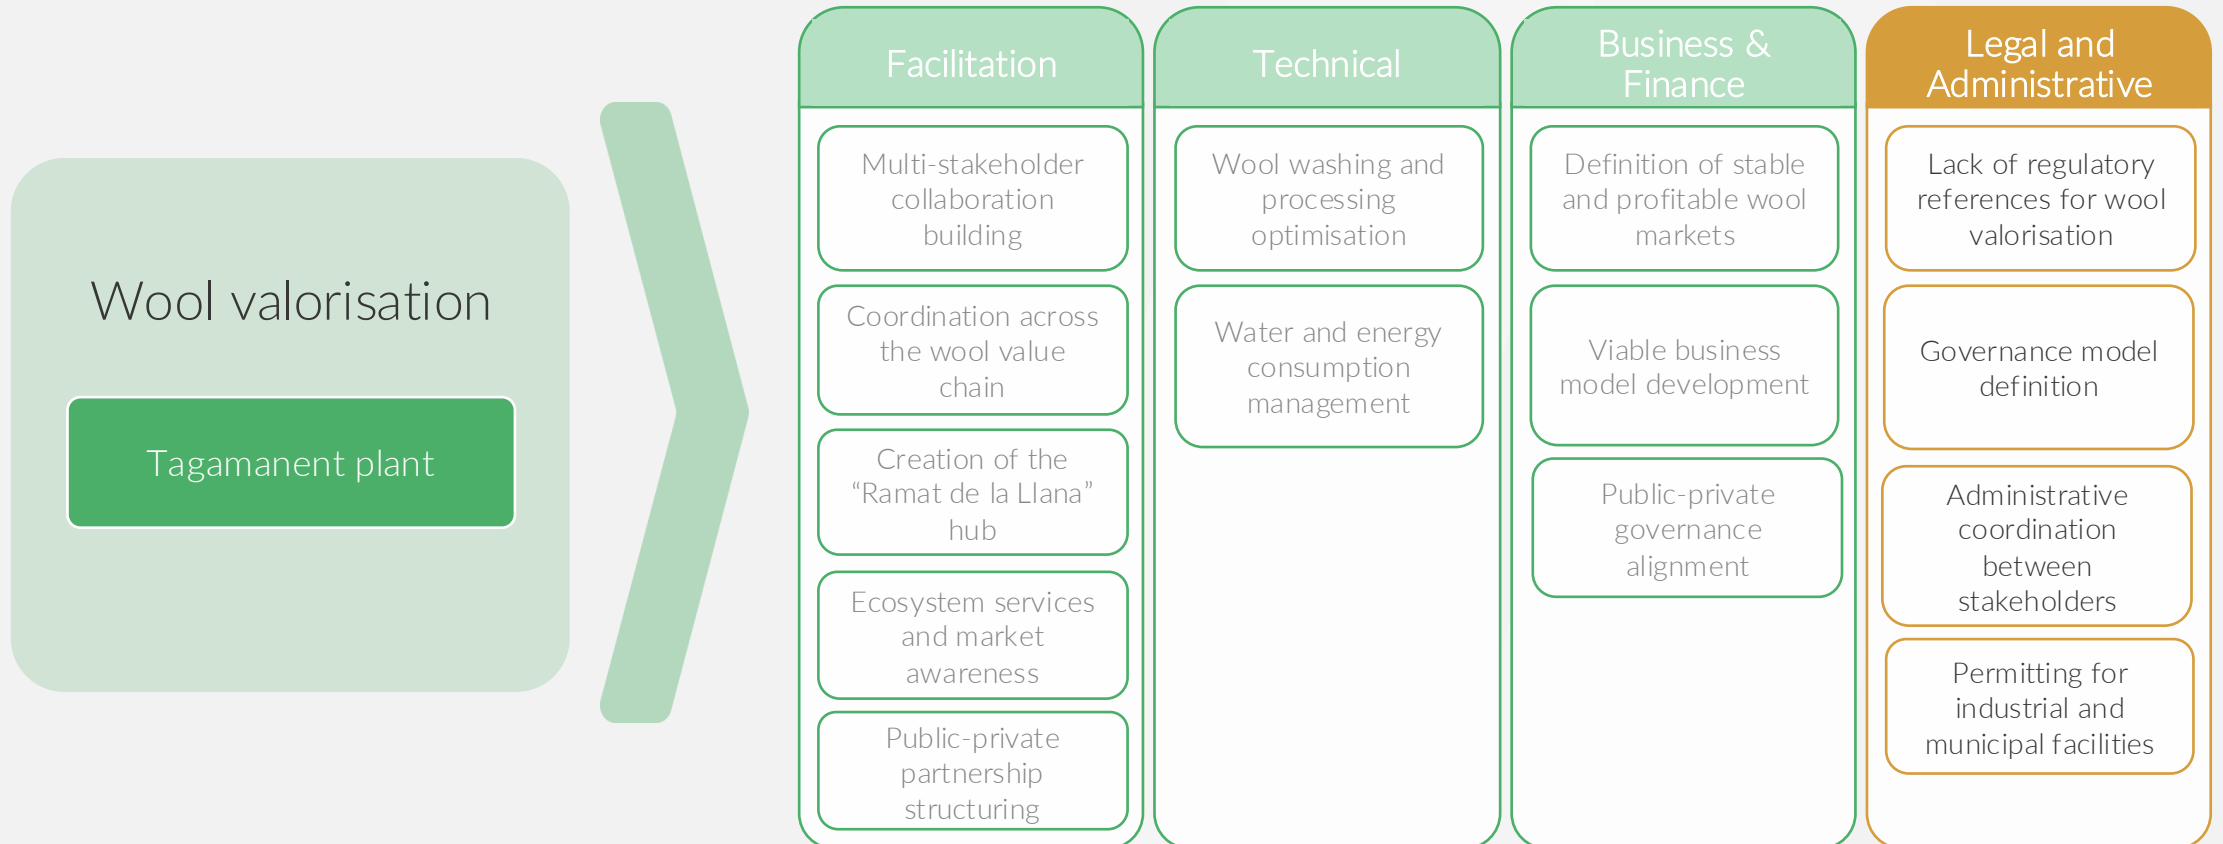 Wool valorisation
Tagamanent plant
Facilitation
Multi-stakeholder
collaboration
building
Coordination across
the wool value
chain
Creation of the
“Ramat de la Llana”
hub
Ecosystem services
and market
awareness
Public-private
partnership
structuring
Technical
Wool washing and
processing
optimisation
Water and energy
consumption
management
Business &
Finance
Definition of stable
and profitable wool
markets
Viable business
model development
Public-private
governance
alignment
Legal and
Administrative
Lack of regulatory
references for wool
valorisation
Governance model
definition
Administrative
coordination
between
stakeholders
Permitting for
industrial and
municipal facilities